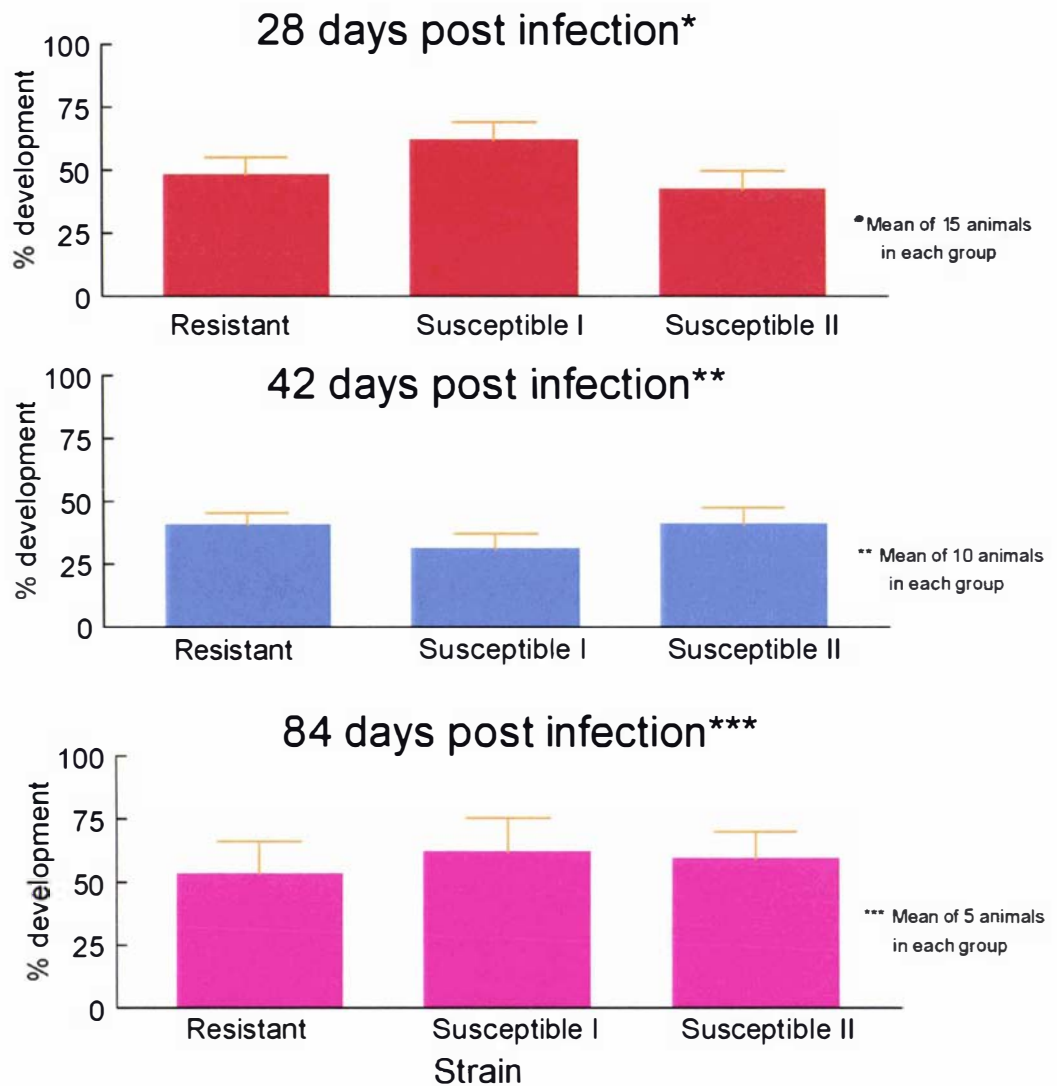 28 days post infection*
100
75
50
25
0
% development
Resistant Susceptible I Susceptible II
*Mean of 15 animals
in each group
42 days post infection**
100
75
50
25
0
% development
Resistant Susceptible I Susceptible II
** Mean of 10 animals
in each group
84 days post infection***
100
75
50
25
0
% development
Resistant Susceptible I Susceptible II
*** Mean of 5 animals
in each group
Strain